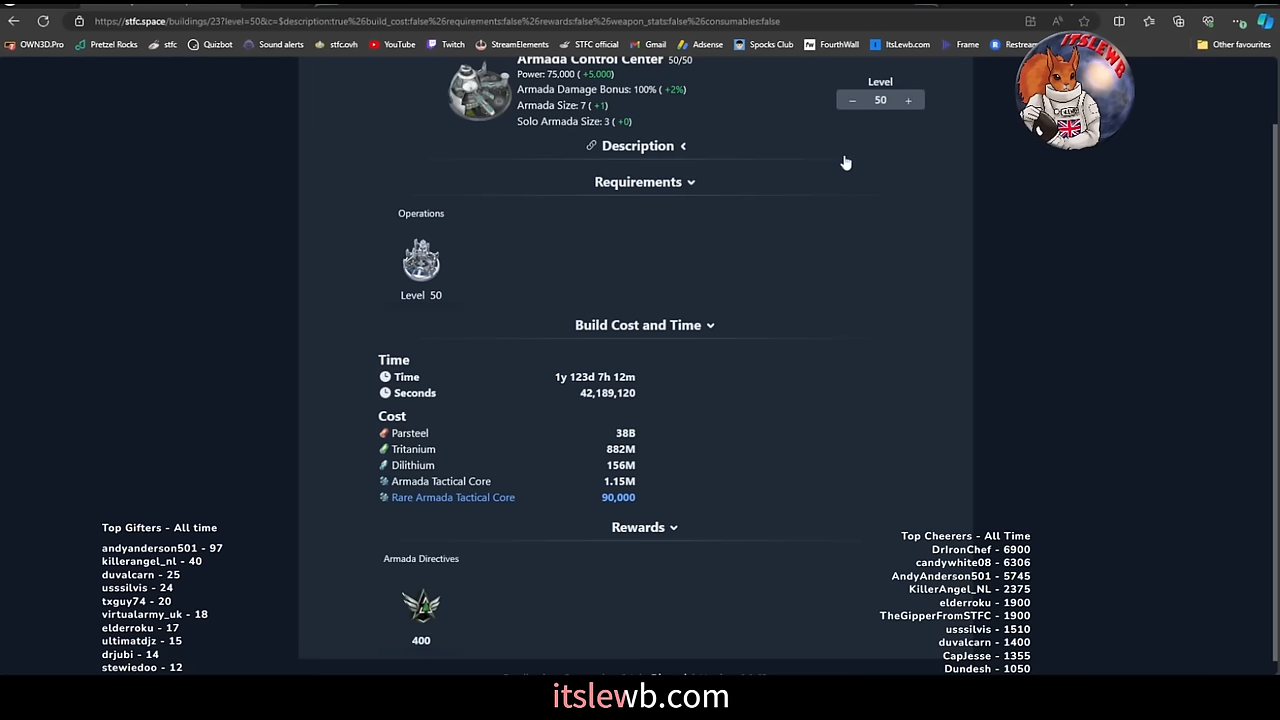 https://stfc.space/buildings/23?level=50&c=$description:true%26build_cost:false%26requirements:false%26rewards:false%26weapon_stats:false%26consumables:false
OWN3D.Pro Pretzel Rocks stfc Quizbot Sound alerts stfc.ovh YouTube Twitch StreamElements STFC official Gmail Adsense Spocks Club FourthWall ItsLewb.com Frame Restream Other favourites
ITSLEWB
Armada Control Center 50/50
Power: 75,000 ( +5,000)
Armada Damage Bonus: 100% ( +2%)
Armada Size: 7 ( +1)
Solo Armada Size: 3 ( +0)
Level
− 50 +
Description
Requirements
Operations
Level 50
Build Cost and Time
Time
Time 1y 123d 7h 12m
Seconds 42,189,120
Cost
Parsteel 38B
Tritanium 882M
Dilithium 156M
Armada Tactical Core 1.15M
Rare Armada Tactical Core 90,000
Rewards
Armada Directives
400
Top Gifters - All time
andyanderson501 - 97
killerangel_nl - 40
duvalcarn - 25
usssilvis - 24
txguy74 - 20
virtualarmy_uk - 18
elderroku - 17
ultimatdjz - 15
drjubi - 14
stewiedoo - 12
Top Cheerers - All Time
DrIronChef - 6900
candywhite08 - 6306
AndyAnderson501 - 5745
KillerAngel_NL - 2375
elderroku - 1900
TheGipperFromSTFC - 1900
usssilvis - 1510
duvalcarn - 1400
CapJesse - 1355
Dundesh - 1050
itslewb.com